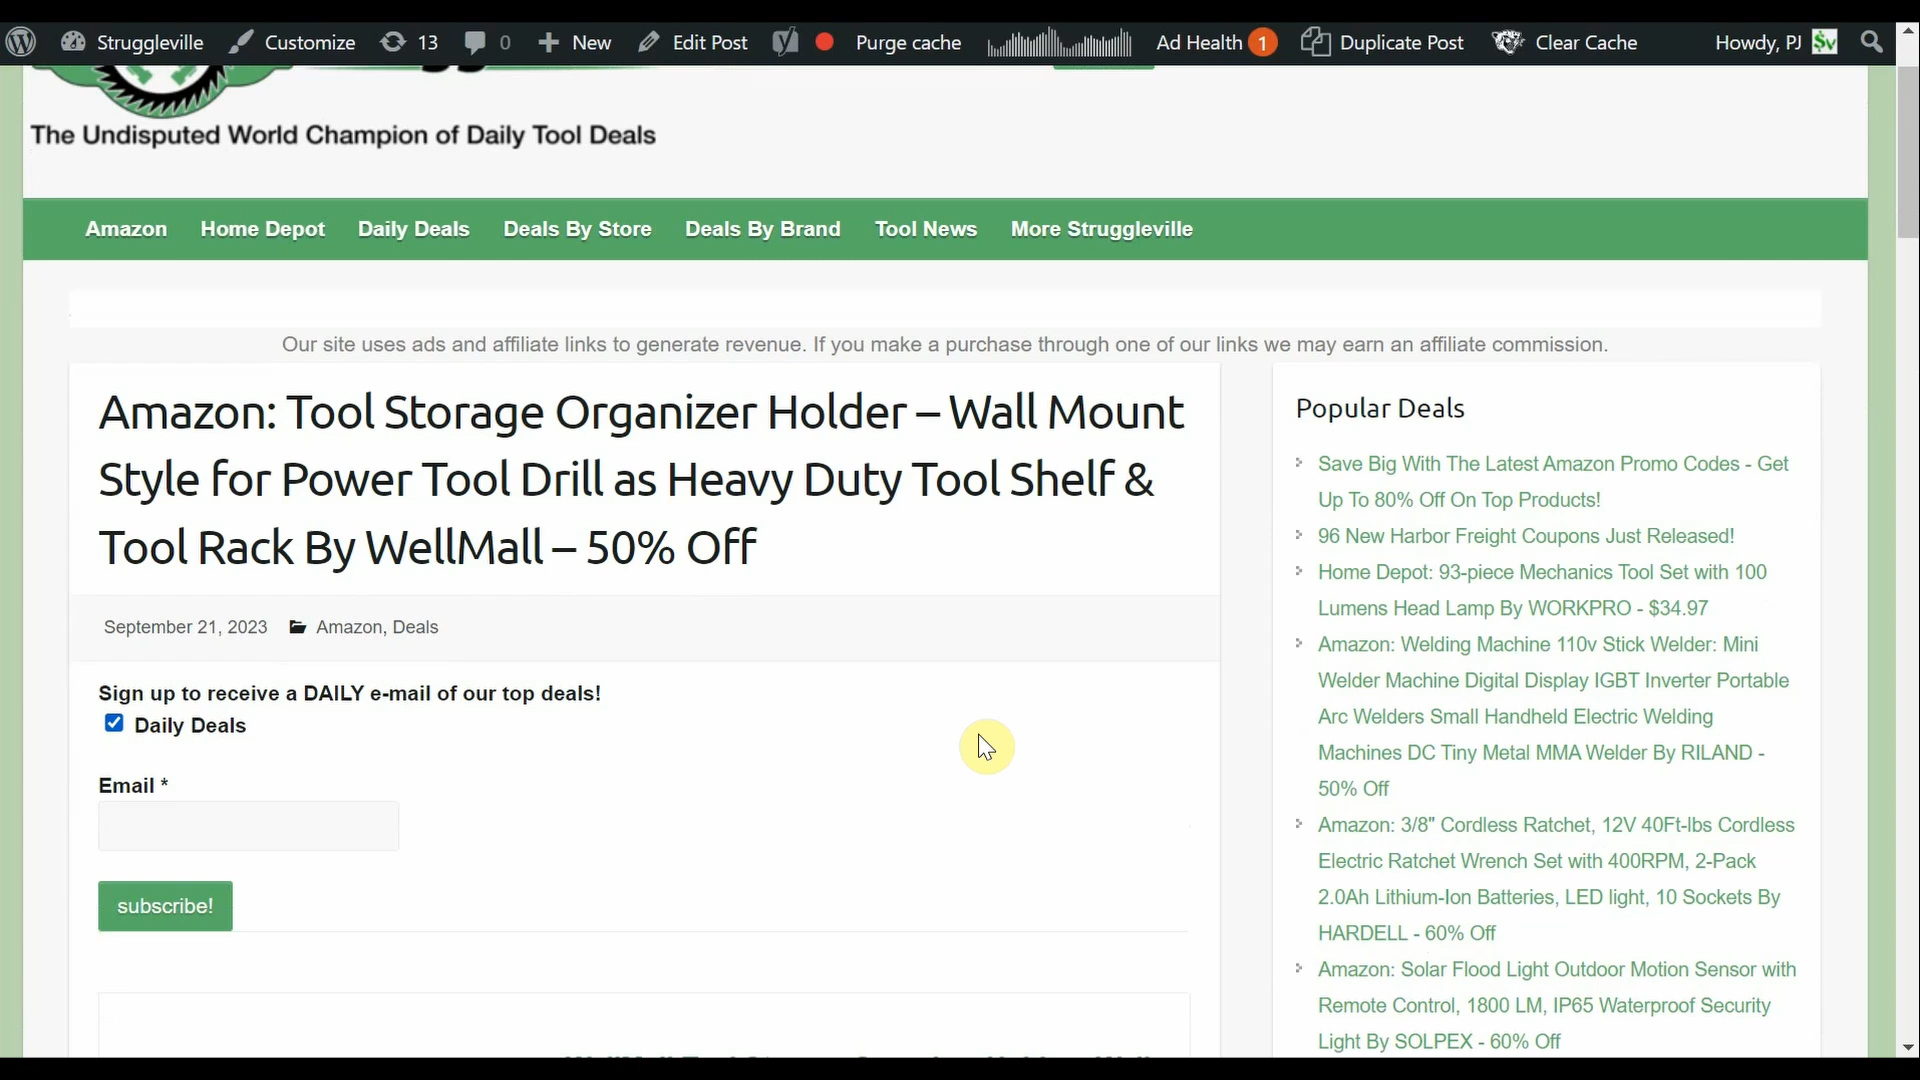 Struggleville Customize 13 0 New Edit Post Purge cache Ad Health 1 Duplicate Post Clear Cache Howdy, PJ
The Undisputed World Champion of Daily Tool Deals
Amazon Home Depot Daily Deals Deals By Store Deals By Brand Tool News More Struggleville
Our site uses ads and affiliate links to generate revenue. If you make a purchase through one of our links we may earn an affiliate commission.
Amazon: Tool Storage Organizer Holder – Wall Mount
Style for Power Tool Drill as Heavy Duty Tool Shelf &
Tool Rack By WellMall – 50% Off
September 21, 2023 Amazon, Deals
Sign up to receive a DAILY e-mail of our top deals!
Daily Deals
Email *
subscribe!
Popular Deals
Save Big With The Latest Amazon Promo Codes - Get
Up To 80% Off On Top Products!
96 New Harbor Freight Coupons Just Released!
Home Depot: 93-piece Mechanics Tool Set with 100
Lumens Head Lamp By WORKPRO - $34.97
Amazon: Welding Machine 110v Stick Welder: Mini
Welder Machine Digital Display IGBT Inverter Portable
Arc Welders Small Handheld Electric Welding
Machines DC Tiny Metal MMA Welder By RILAND -
50% Off
Amazon: 3/8" Cordless Ratchet, 12V 40Ft-lbs Cordless
Electric Ratchet Wrench Set with 400RPM, 2-Pack
2.0Ah Lithium-Ion Batteries, LED light, 10 Sockets By
HARDELL - 60% Off
Amazon: Solar Flood Light Outdoor Motion Sensor with
Remote Control, 1800 LM, IP65 Waterproof Security
Light By SOLPEX - 60% Off